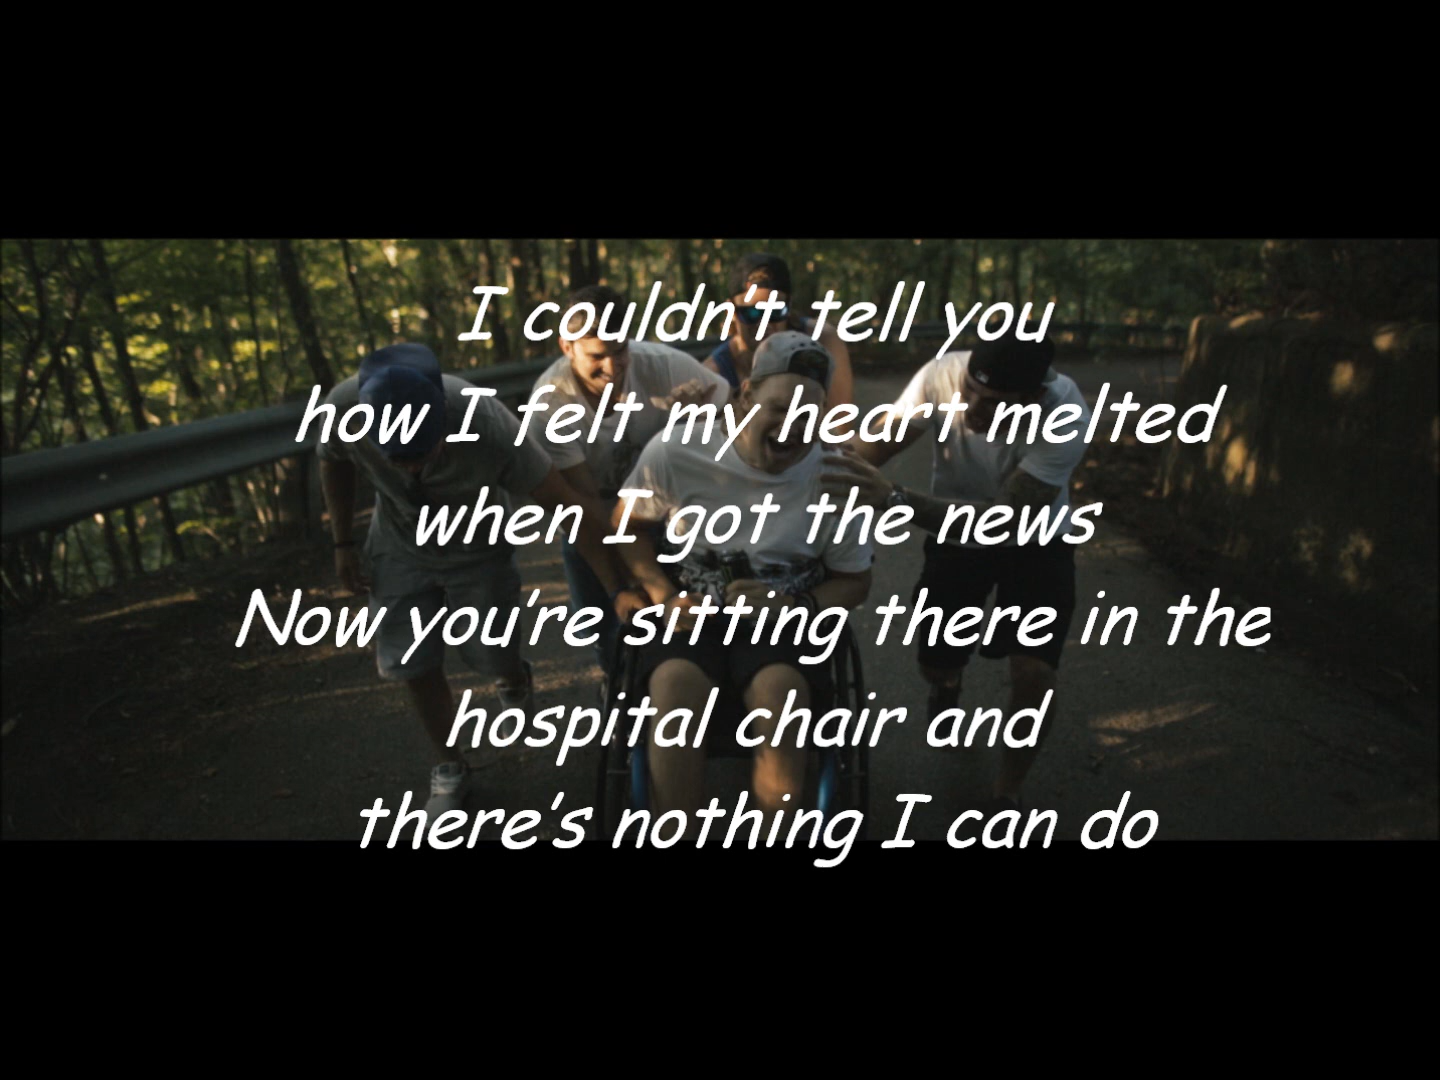 I couldn't tell you
how I felt my heart melted
when I got the news
Now you're sitting there in the
hospital chair and
there's nothing I can do